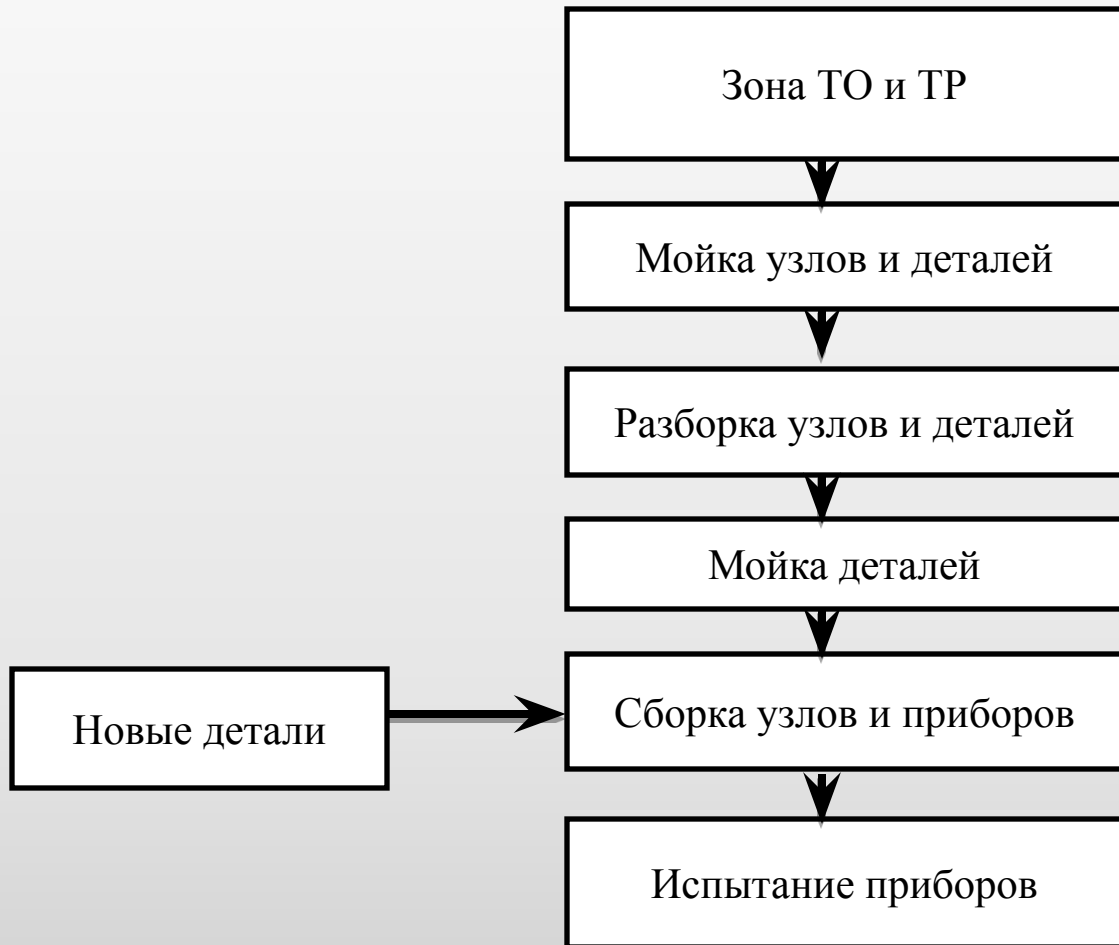 Зона ТО и ТР
Мойка узлов и деталей
Разборка узлов и деталей
Мойка деталей
Новые детали
Сборка узлов и приборов
Испытание приборов